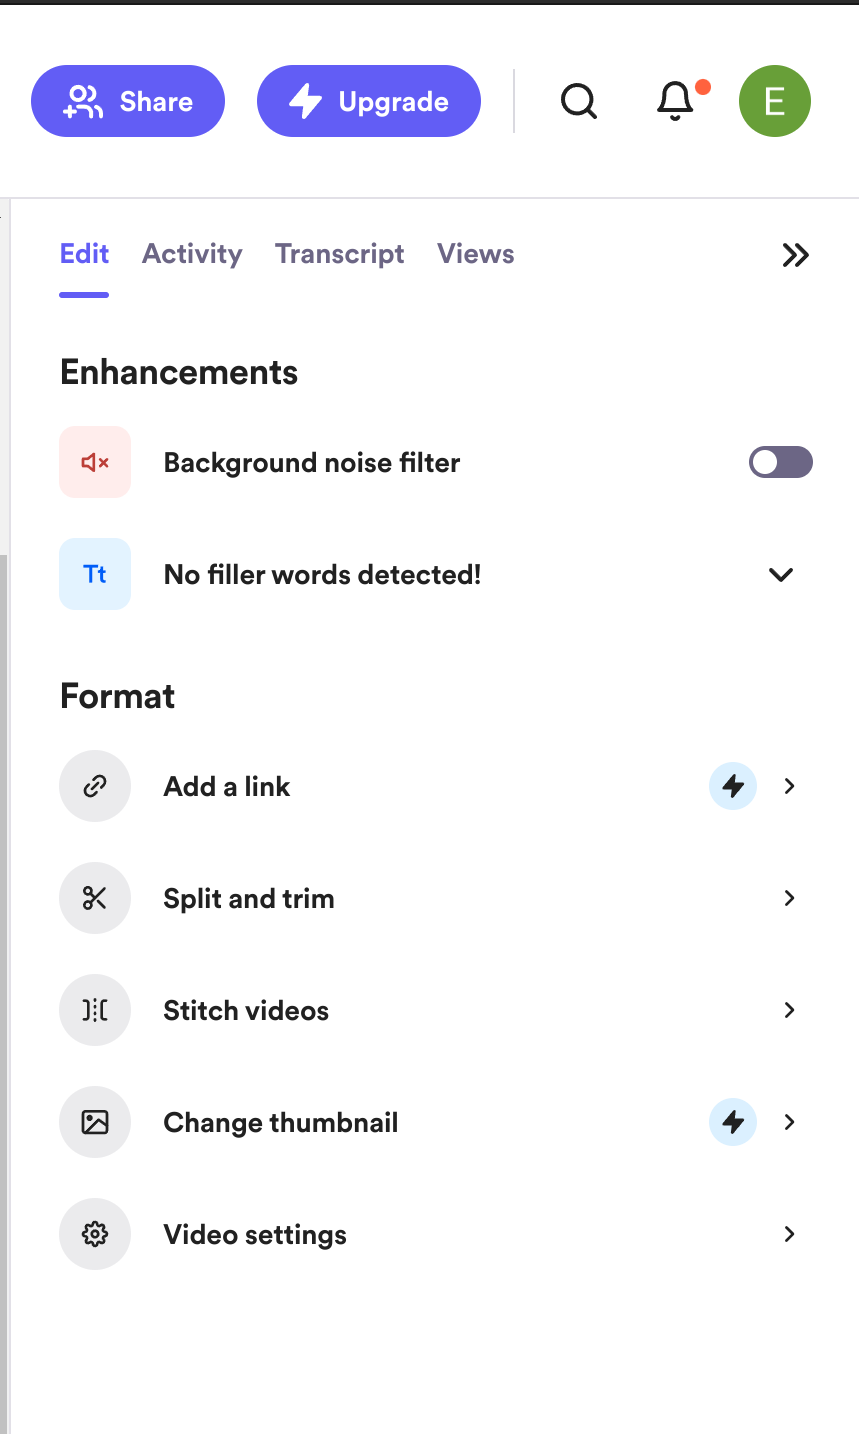 Share
Upgrade
E
Edit Activity Transcript Views
Enhancements
Background noise filter
Tt
No filler words detected!
Format
Add a link
Split and trim
Stitch videos
Change thumbnail
Video settings